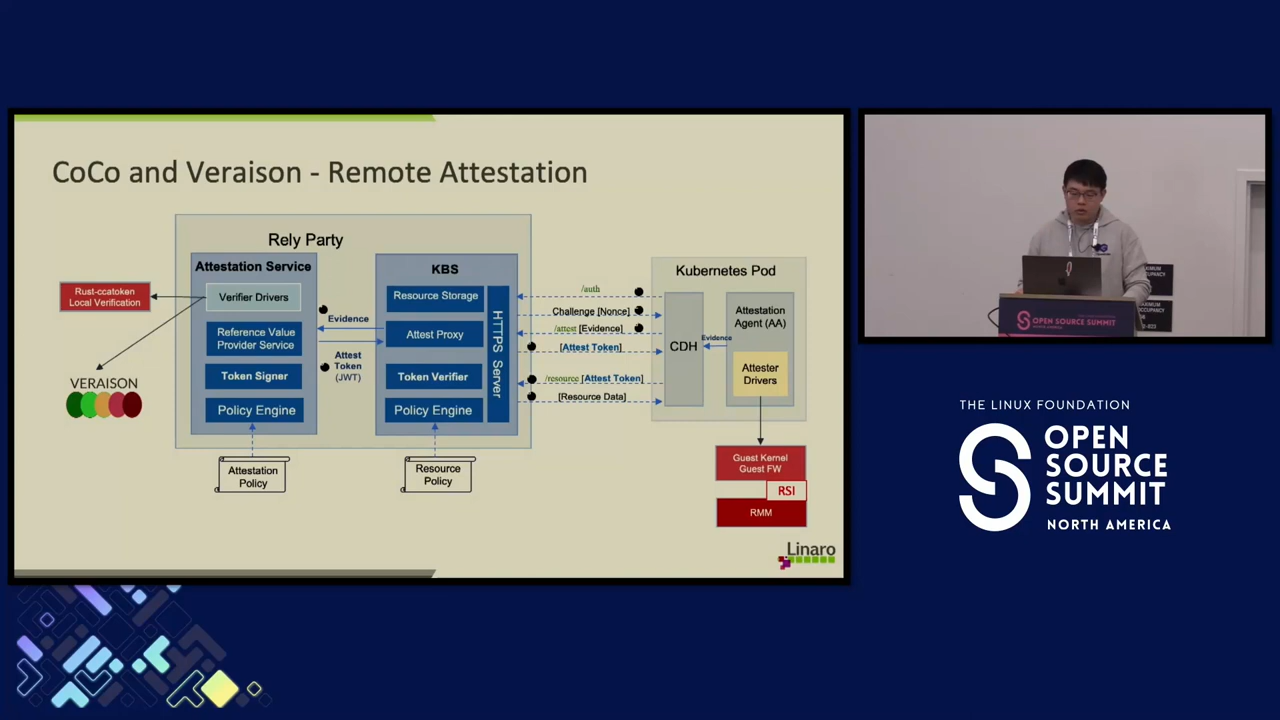 CoCo and Veraison - Remote Attestation
Rely Party
Attestation Service
Verifier Drivers
Reference Value
Provider Service
Token Signer
Policy Engine
KBS
Resource Storage
Attest Proxy
Token Verifier
Policy Engine
HTTPS Server
Evidence
Attest
Token
(JWT)
Rust-ccatoken
Local Verification
VERAISON
Attestation
Policy
Resource
Policy
/auth
Challenge [Nonce]
/attest [Evidence]
[Attest Token]
/resource [Attest Token]
[Resource Data]
Kubernetes Pod
CDH
Evidence
Attestation
Agent (AA)
Attester
Drivers
Guest Kernel
Guest FW
RSI
RMM
Linaro
OPEN SOURCE SUMMIT
THE LINUX FOUNDATION
OPEN
SOURCE
SUMMIT
NORTH AMERICA